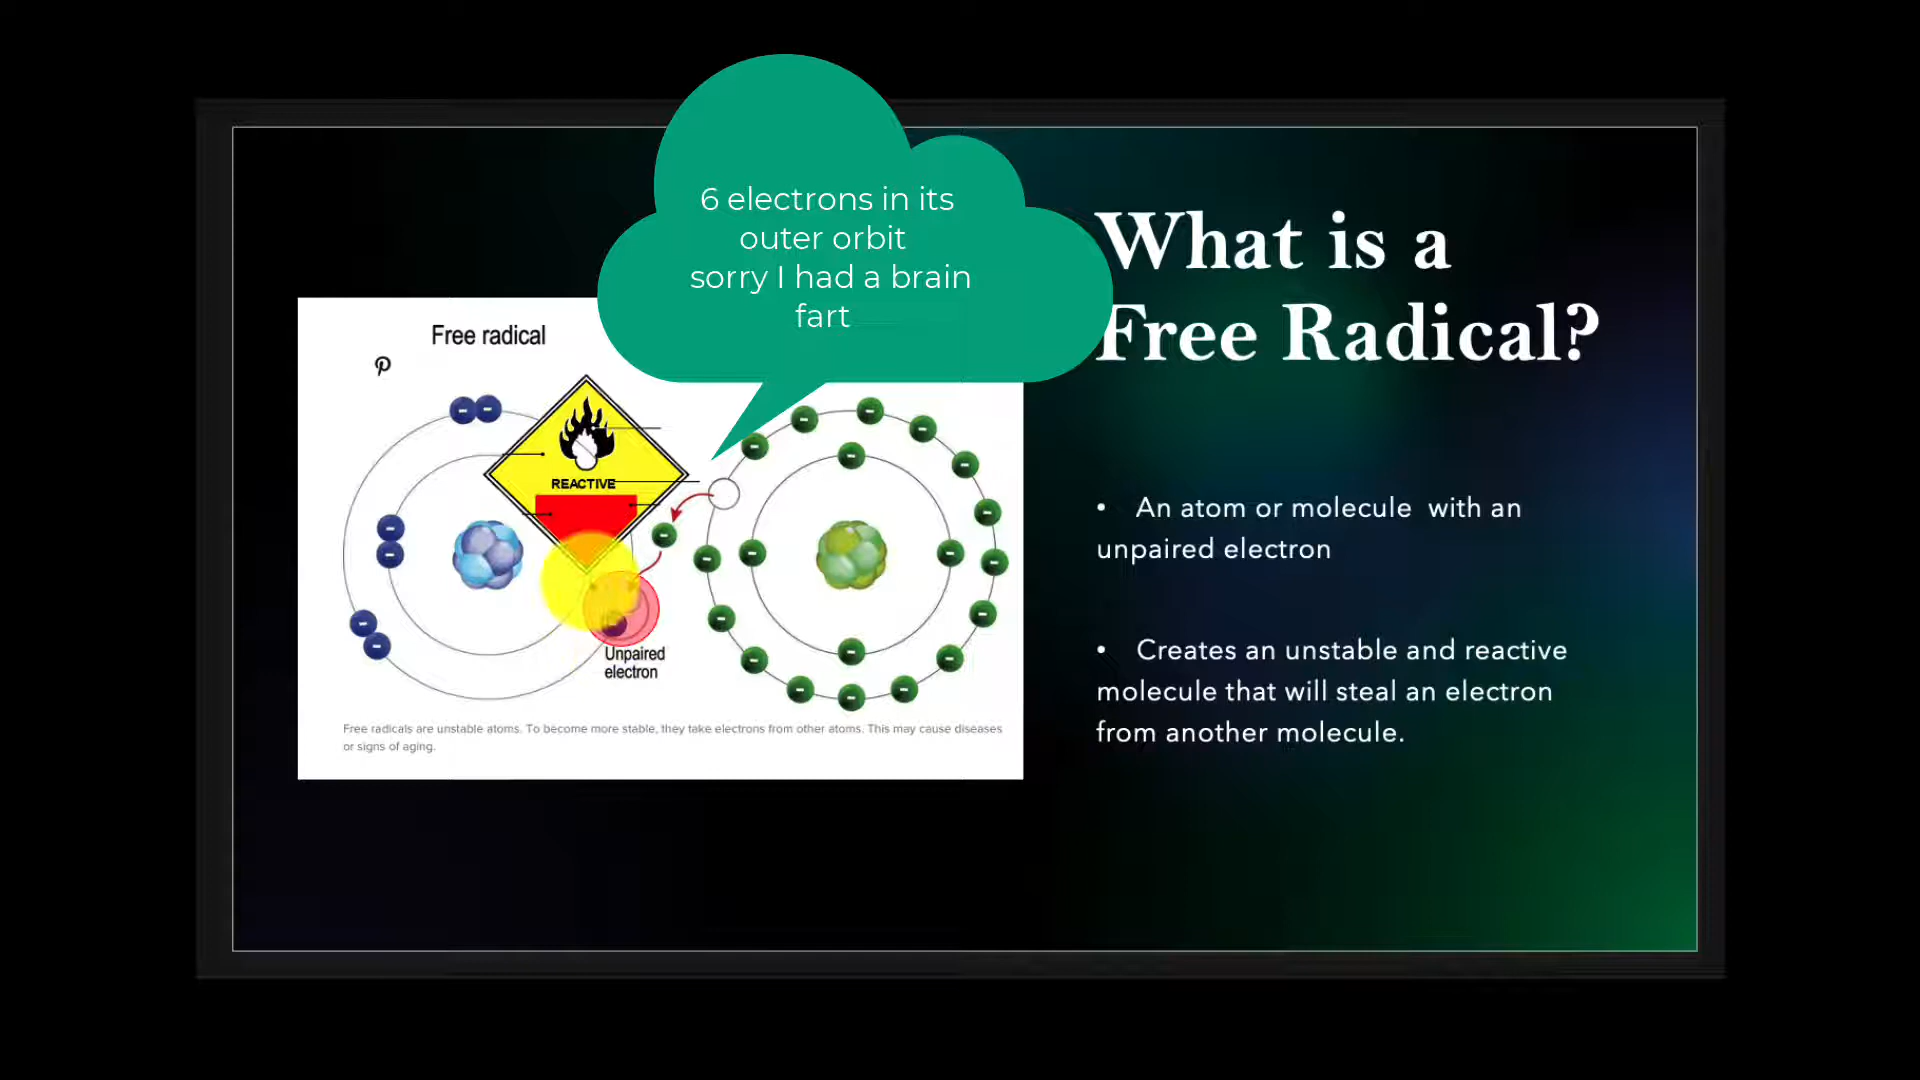 6 electrons in its
outer orbit
sorry I had a brain
fart
What is a
Free Radical?
Free radical
REACTIVE
Unpaired
electron
Free radicals are unstable atoms. To become more stable, they take electrons from other atoms. This may cause diseases
or signs of aging.
• An atom or molecule with an
unpaired electron
• Creates an unstable and reactive
molecule that will steal an electron
from another molecule.